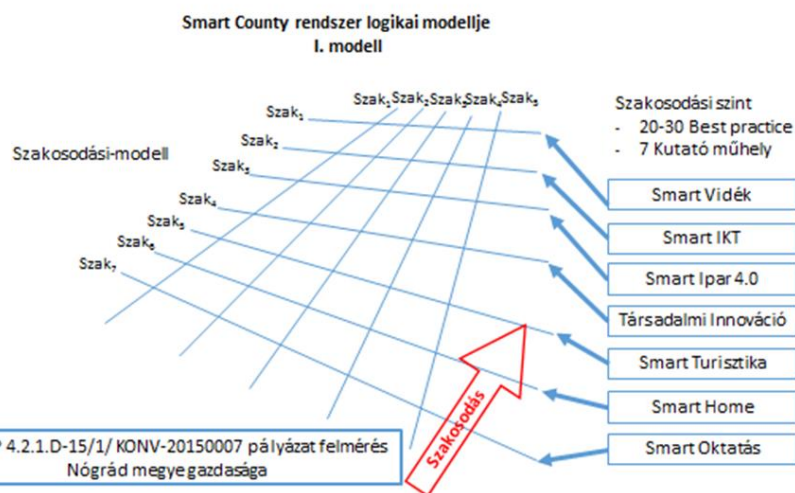 Smart County rendszer logikai modellje
I. modell
Szak₁ Szak₂ Szak₃ Szak₄ Szak₅
Szak₁
Szak₂
Szak₃
Szak₄
Szak₅
Szak₆
Szak₇
Szakosodási-modell
Szakosodási szint
- 20-30 Best practice
- 7 Kutató műhely
Smart Vidék
Smart IKT
Smart Ipar 4.0
Társadalmi Innováció
Smart Turisztika
Smart Home
Smart Oktatás
Szakosodás
P 4.2.1.D-15/1/ KONV-20150007 pályázat felmérés
Nógrád megye gazdasága